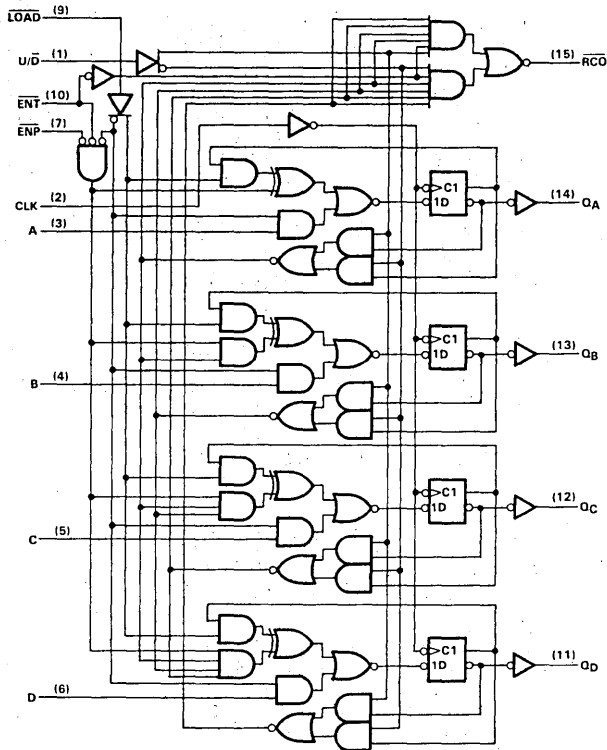 LOAD (9)
U/D (1)
ENT (10)
ENP (7)
CLK (2)
A (3)
(15) RCO
C1
1D
(14) QA
B (4)
C1
1D
(13) QB
C (5)
C1
1D
(12) QC
D (6)
C1
1D
(11) QD